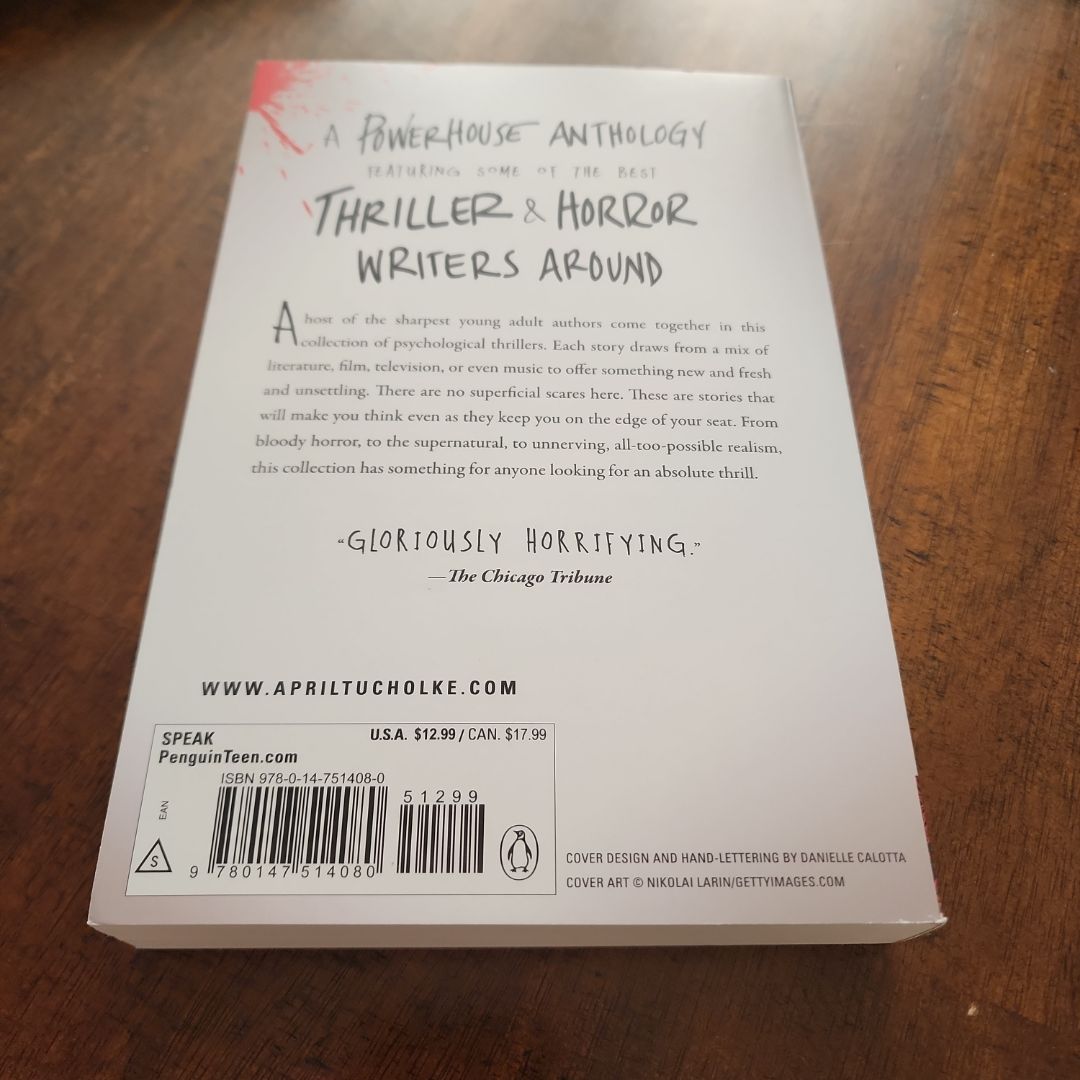 A POWERHOUSE ANTHOLOGY
FEATURING SOME OF THE BEST
THRILLER & HORROR
WRITERS AROUND
A host of the sharpest young adult authors come together in this
collection of psychological thrillers. Each story draws from a mix of
literature, film, television, or even music to offer something new and fresh
and unsettling. There are no superficial scares here. These are stories that
will make you think even as they keep you on the edge of your seat. From
bloody horror, to the supernatural, to unnerving, all-too-possible realism,
this collection has something for anyone looking for an absolute thrill.
“GLORIOUSLY HORRIFYING.”
—The Chicago Tribune
WWW.APRILTUCHOLKE.COM
SPEAK
PenguinTeen.com
U.S.A. $12.99 / CAN. $17.99
ISBN 978-0-14-751408-0
51299
EAN
S
9 780147 514080
COVER DESIGN AND HAND-LETTERING BY DANIELLE CALOTTA
COVER ART © NIKOLAI LARIN/GETTYIMAGES.COM